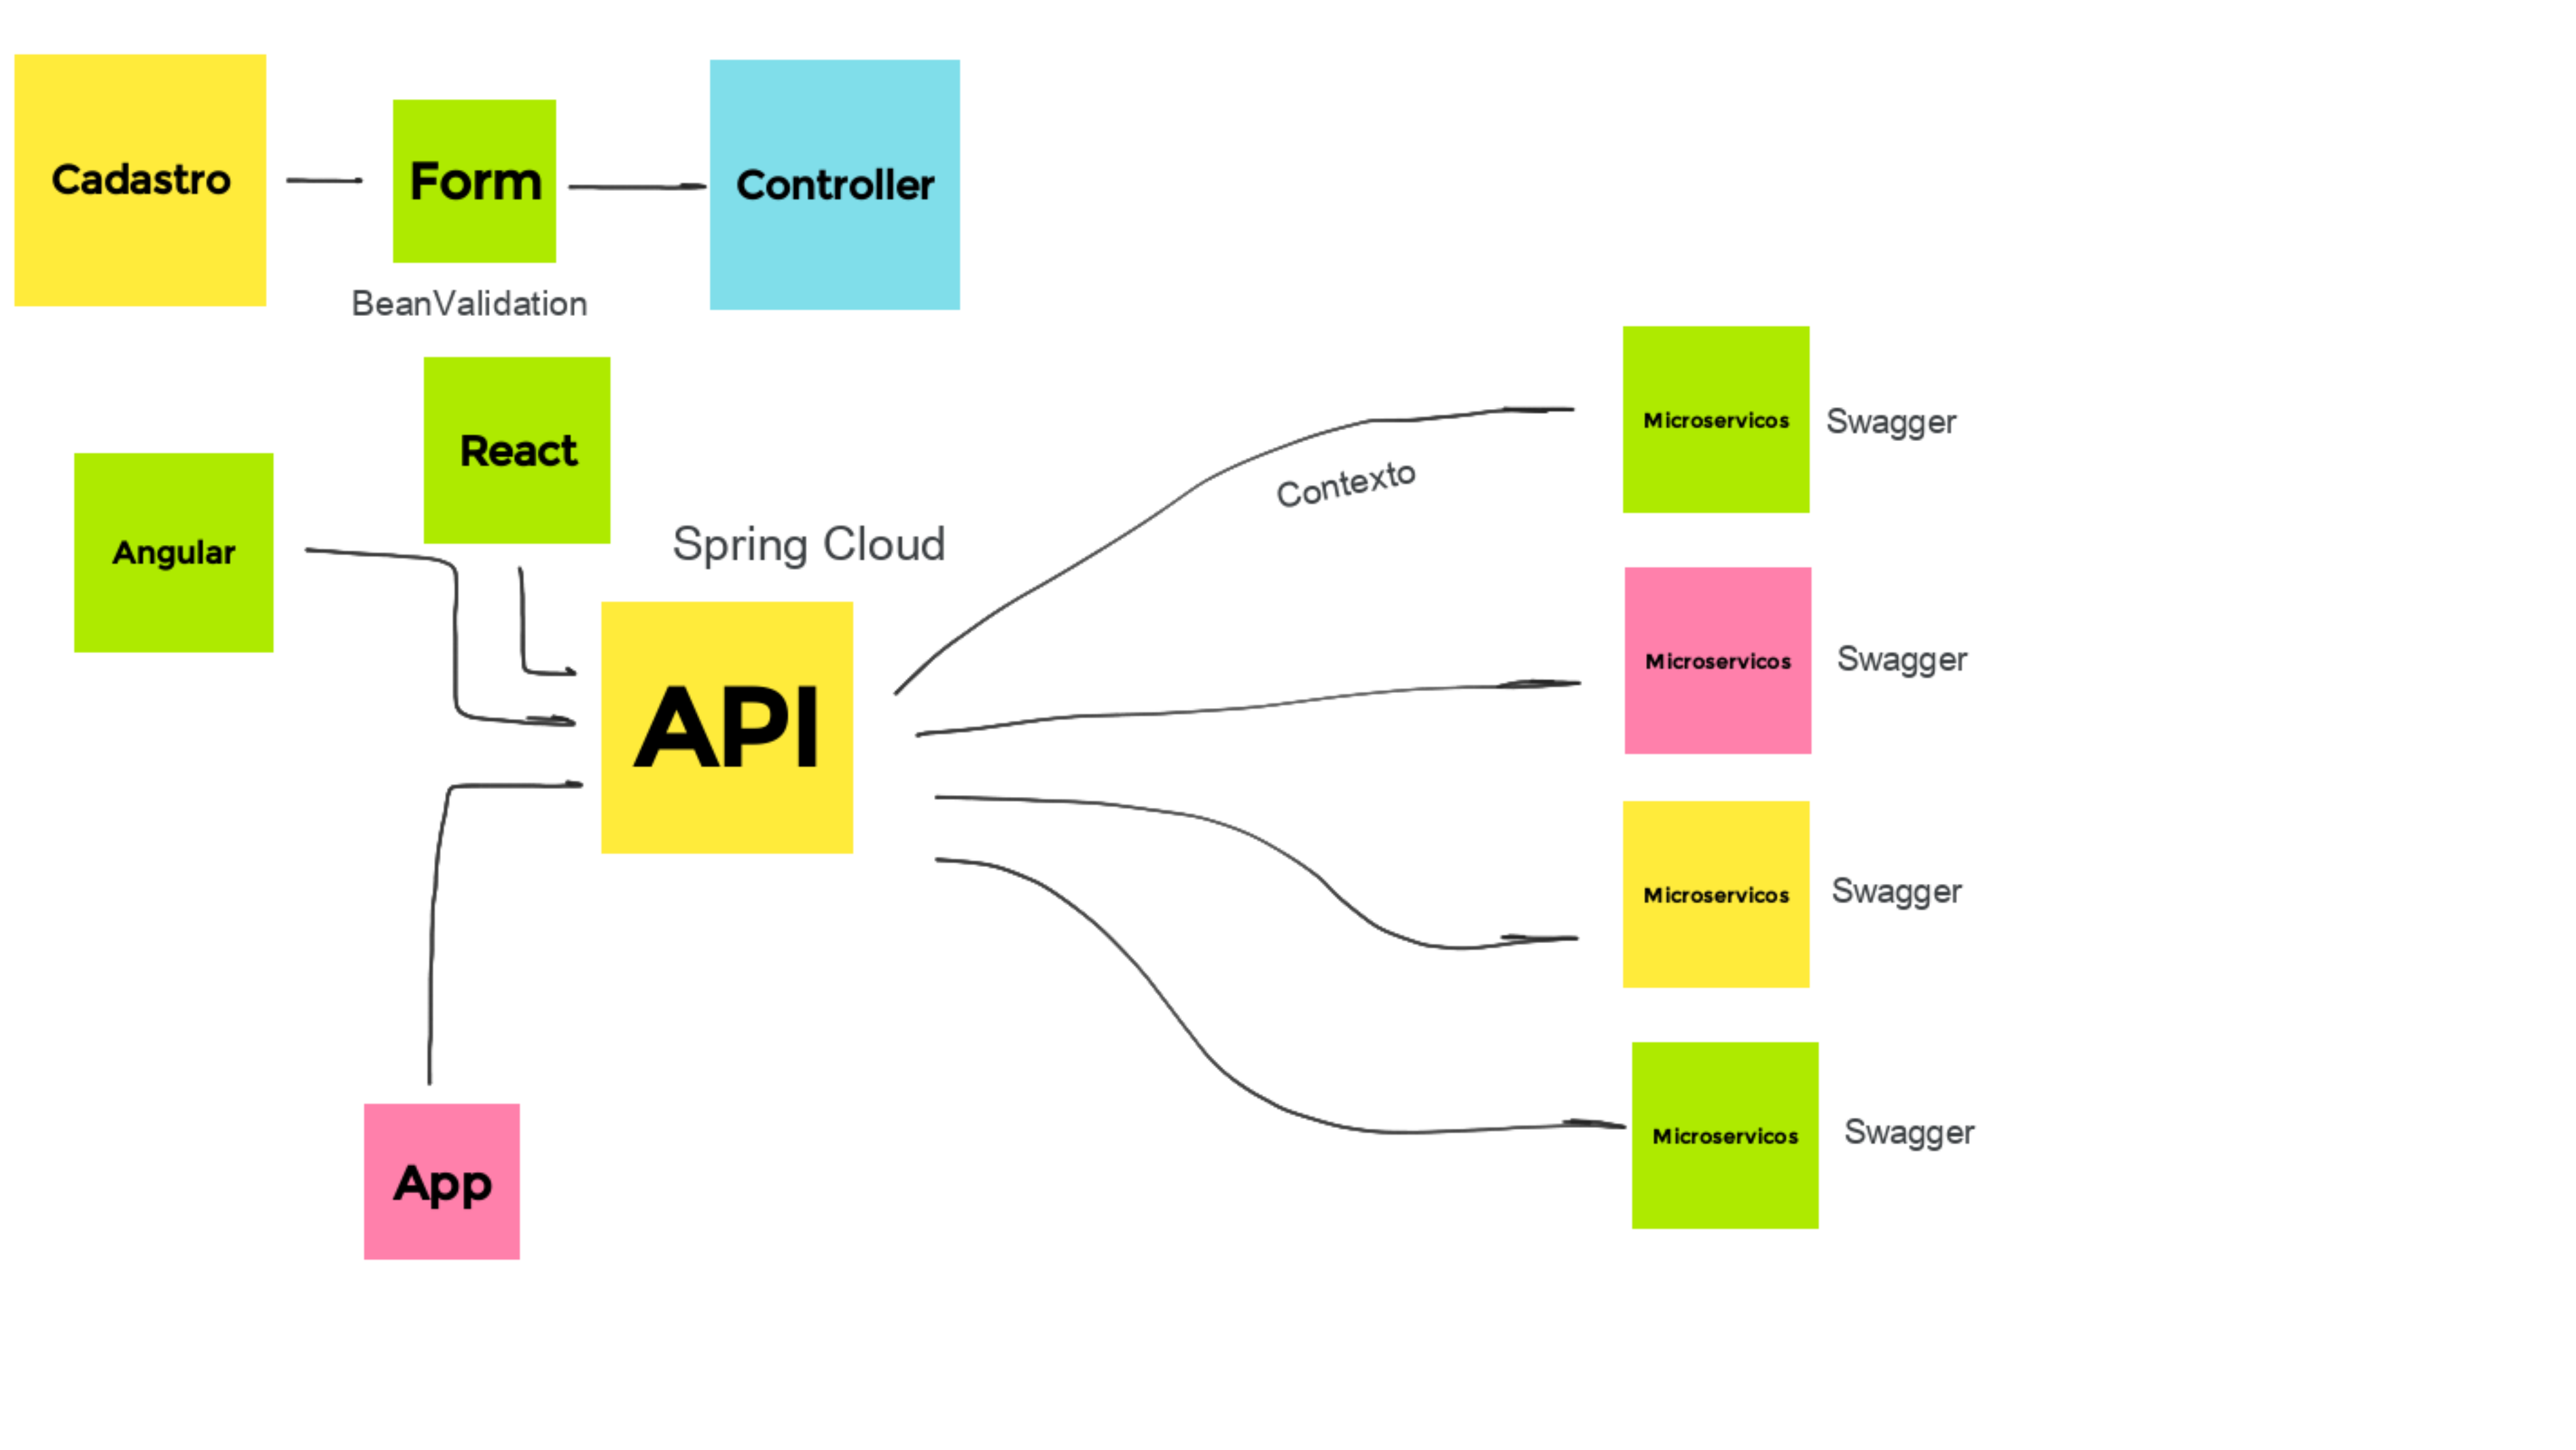 Cadastro
Form
Controller
BeanValidation
React
Angular
Spring Cloud
API
App
Contexto
Microservicos
Swagger
Microservicos
Swagger
Microservicos
Swagger
Microservicos
Swagger